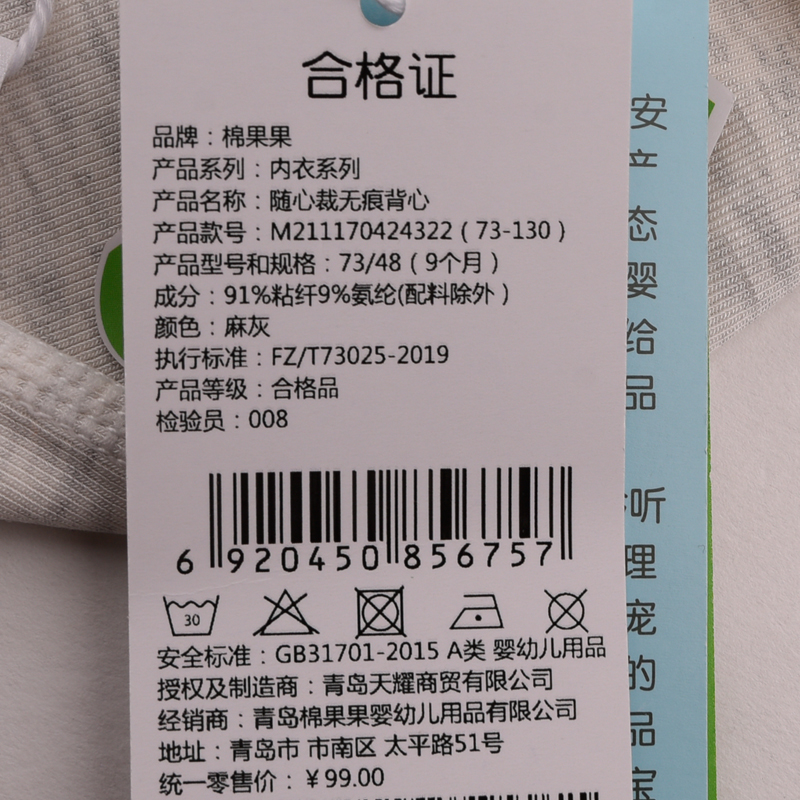 合格证
品牌：棉果果
产品系列：内衣系列
产品名称：随心裁无痕背心
产品款号：M211170424322（73-130）
产品型号和规格：73/48（9个月）
成分：91%粘纤9%氨纶(配料除外）
颜色：麻灰
执行标准：FZ/T73025-2019
产品等级：合格品
检验员：008
6 920450 856757
30
安全标准：GB31701-2015 A类 婴幼儿用品
授权及制造商：青岛天耀商贸有限公司
经销商：青岛棉果果婴幼儿用品有限公司
地址：青岛市 市南区 太平路51号
统一零售价：￥99.00
安
产
态
婴
给
品
听
理
宠
的
品
宝